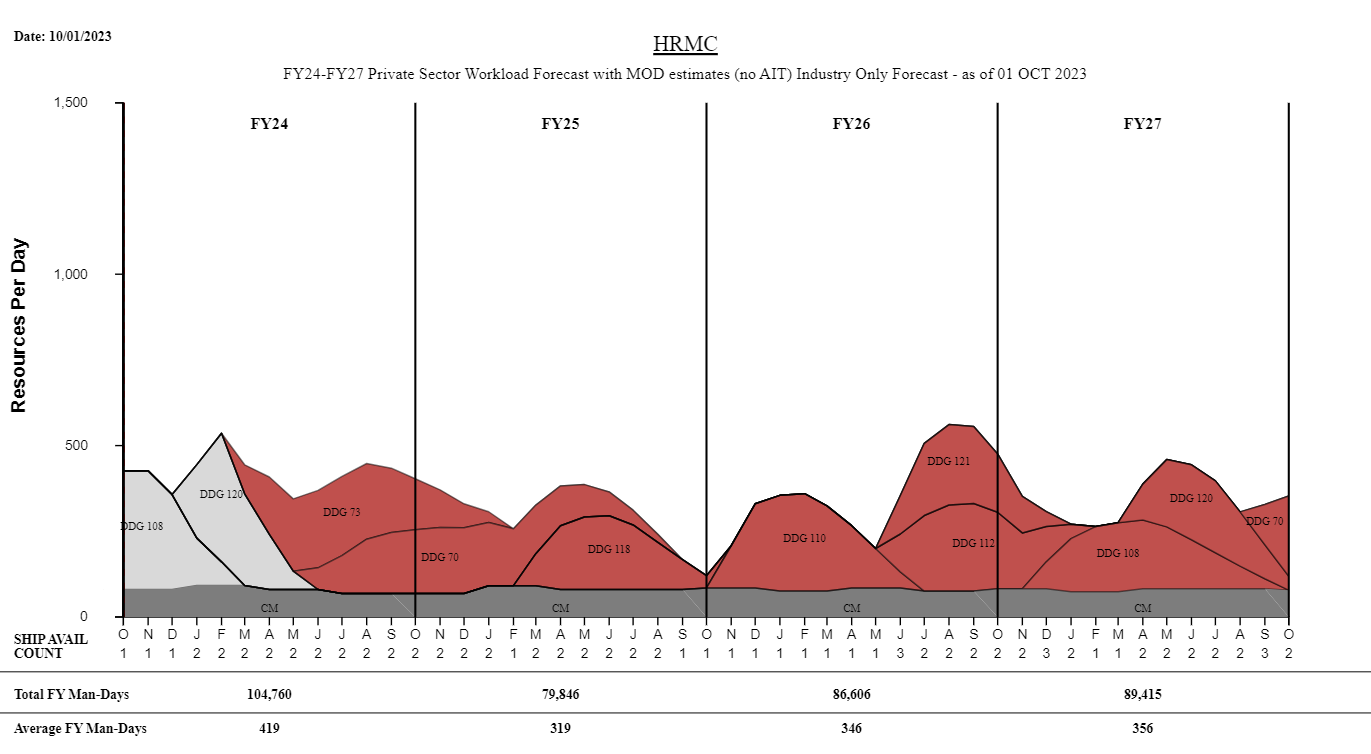 Date: 10/01/2023
HRMC
FY24-FY27 Private Sector Workload Forecast with MOD estimates (no AIT) Industry Only Forecast - as of 01 OCT 2023
1,500
FY24 FY25 FY26 FY27
1,000
Resources Per Day
500
DDG 121
DDG 120 DDG 120
DDG 73 DDG 70
DDG 108
DDG 110 DDG 112
DDG 70 DDG 118 DDG 108
CM CM CM CM
0
O N D J F M A M J J A S O N D J F M A M J J A S O N D J F M A M J J A S O N D J F M A M J J A S O
SHIP AVAIL
COUNT 1 1 1 2 2 2 2 2 2 2 2 2 2 2 2 2 1 2 2 2 2 2 2 1 1 1 1 1 1 1 1 1 3 2 2 2 2 2 3 2 1 1 2 2 2 2 2 3 2
Total FY Man-Days 104,760 79,846 86,606 89,415
Average FY Man-Days 419 319 346 356